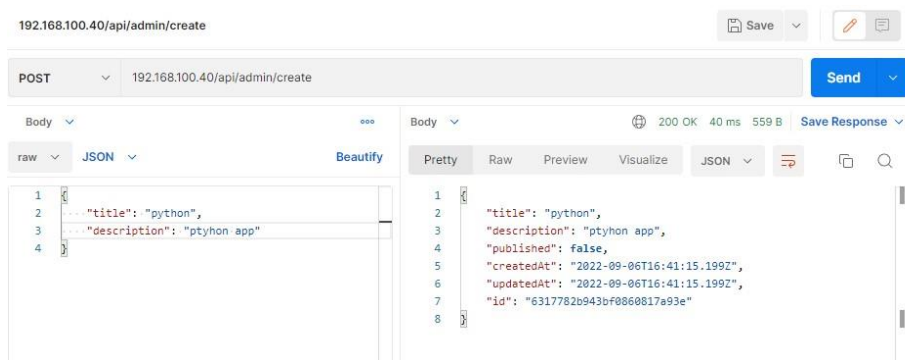 192.168.100.40/api/admin/create
Save
POST 192.168.100.40/api/admin/create Send
Body ooo
raw JSON Beautify
1 {
2 "title": "python",
3 "description": "ptyhon app"
4 }
Body 200 OK 40 ms 559 B Save Response
Pretty Raw Preview Visualize JSON
1 {
2 "title": "python",
3 "description": "ptyhon app",
4 "published": false,
5 "createdAt": "2022-09-06T16:41:15.199Z",
6 "updatedAt": "2022-09-06T16:41:15.199Z",
7 "id": "6317782b943bf0860817a93e"
8 }